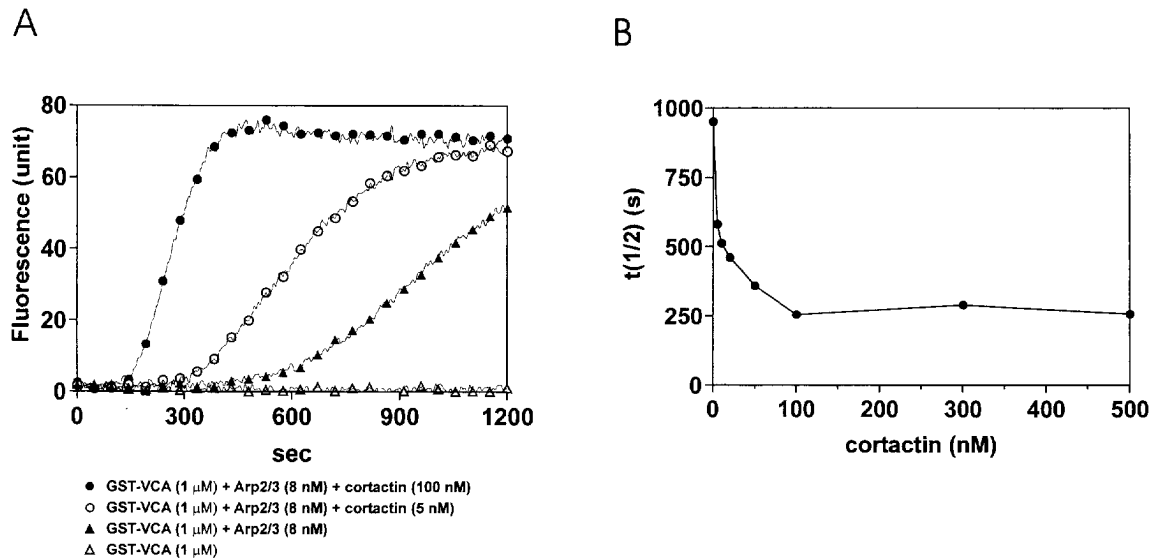 A
B
Fluorescence (unit)
80
60
40
20
0
0
300
600
900
1200
sec
● GST-VCA (1 μM) + Arp2/3 (8 nM) + cortactin (100 nM)
○ GST-VCA (1 μM) + Arp2/3 (8 nM) + cortactin (5 nM)
▲ GST-VCA (1 μM) + Arp2/3 (8 nM)
△ GST-VCA (1 μM)
t(1/2) (s)
1000
750
500
250
0
0
100
200
300
400
500
cortactin (nM)